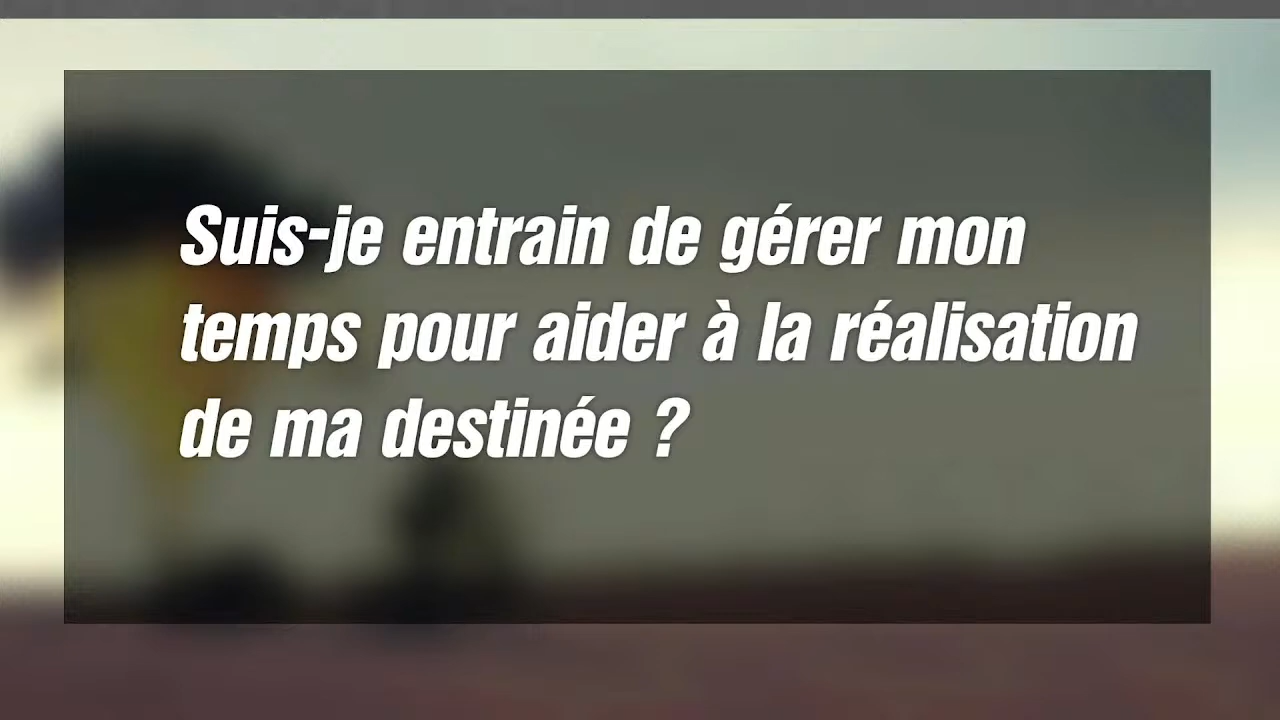 Suis-je entrain de gérer mon
temps pour aider à la réalisation
de ma destinée ?